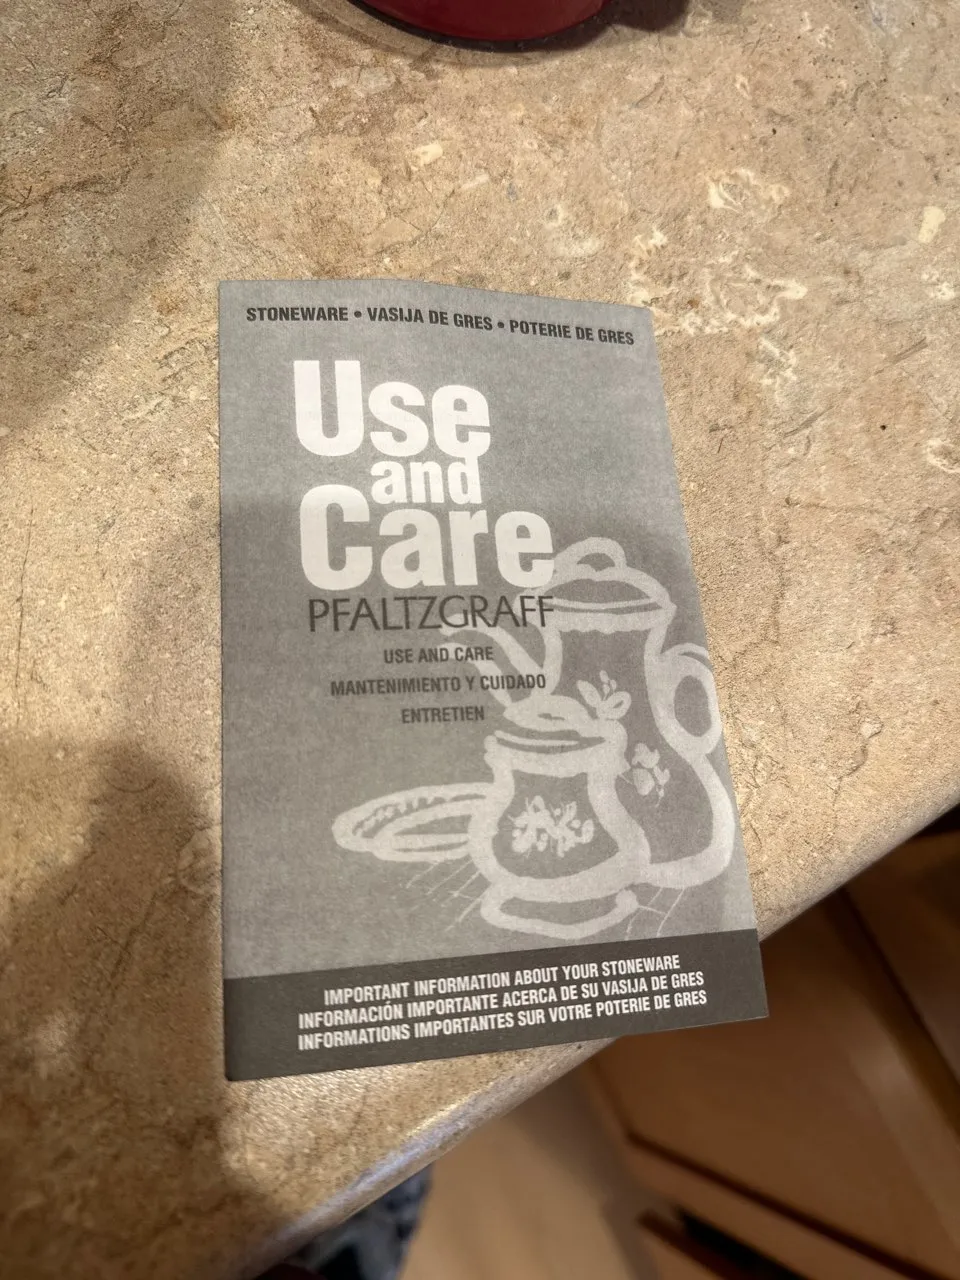 STONEWARE • VASIJA DE GRES • POTERIE DE GRES
Use
and
Care
PFALTZGRAFF
USE AND CARE
MANTENIMIENTO Y CUIDADO
ENTRETIEN
IMPORTANT INFORMATION ABOUT YOUR STONEWARE
INFORMACIÓN IMPORTANTE ACERCA DE SU VASIJA DE GRES
INFORMATIONS IMPORTANTES SUR VOTRE POTERIE DE GRES